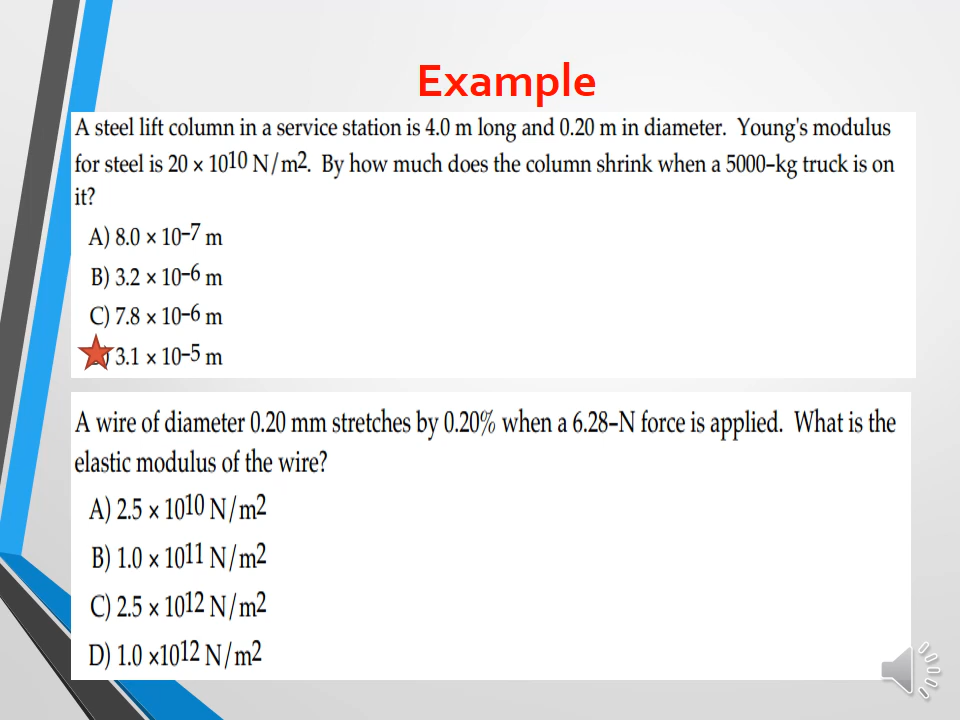 Example
A steel lift column in a service station is 4.0 m long and 0.20 m in diameter. Young's modulus
for steel is 20 × 10¹⁰ N/m². By how much does the column shrink when a 5000–kg truck is on
it?
A) 8.0 × 10⁻⁷ m
B) 3.2 × 10⁻⁶ m
C) 7.8 × 10⁻⁶ m
) 3.1 × 10⁻⁵ m
A wire of diameter 0.20 mm stretches by 0.20% when a 6.28–N force is applied. What is the
elastic modulus of the wire?
A) 2.5 × 10¹⁰ N/m²
B) 1.0 × 10¹¹ N/m²
C) 2.5 × 10¹² N/m²
D) 1.0 ×10¹² N/m²